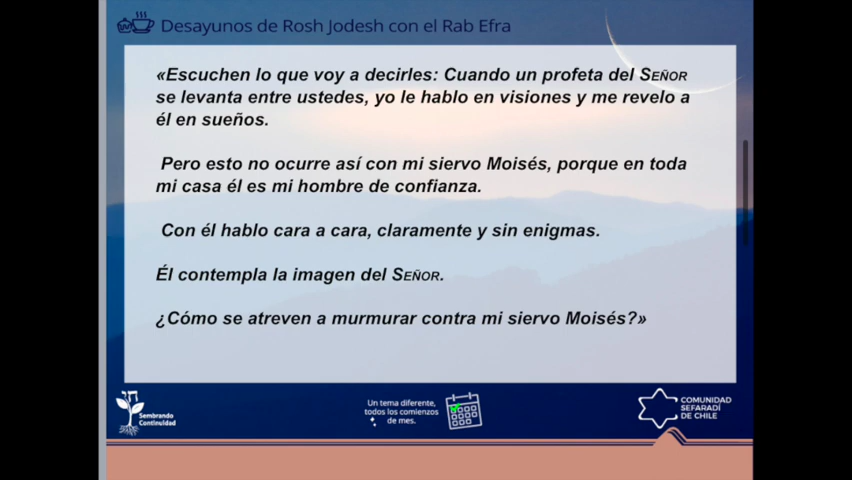 Desayunos de Rosh Jodesh con el Rab Efra
«Escuchen lo que voy a decirles: Cuando un profeta del SEÑOR
se levanta entre ustedes, yo le hablo en visiones y me revelo a
él en sueños.
Pero esto no ocurre así con mi siervo Moisés, porque en toda
mi casa él es mi hombre de confianza.
Con él hablo cara a cara, claramente y sin enigmas.
Él contempla la imagen del SEÑOR.
¿Cómo se atreven a murmurar contra mi siervo Moisés?»
Sembrando
Continuidad
Un tema diferente,
todos los comienzos
de mes.
COMUNIDAD
SEFARADÍ
DE CHILE